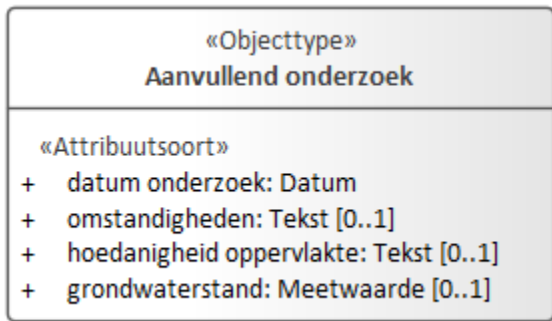 «Objecttype»
Aanvullend onderzoek
«Attribuutsoort»
+ datum onderzoek: Datum
+ omstandigheden: Tekst [0..1]
+ hoedanigheid oppervlakte: Tekst [0..1]
+ grondwaterstand: Meetwaarde [0..1]